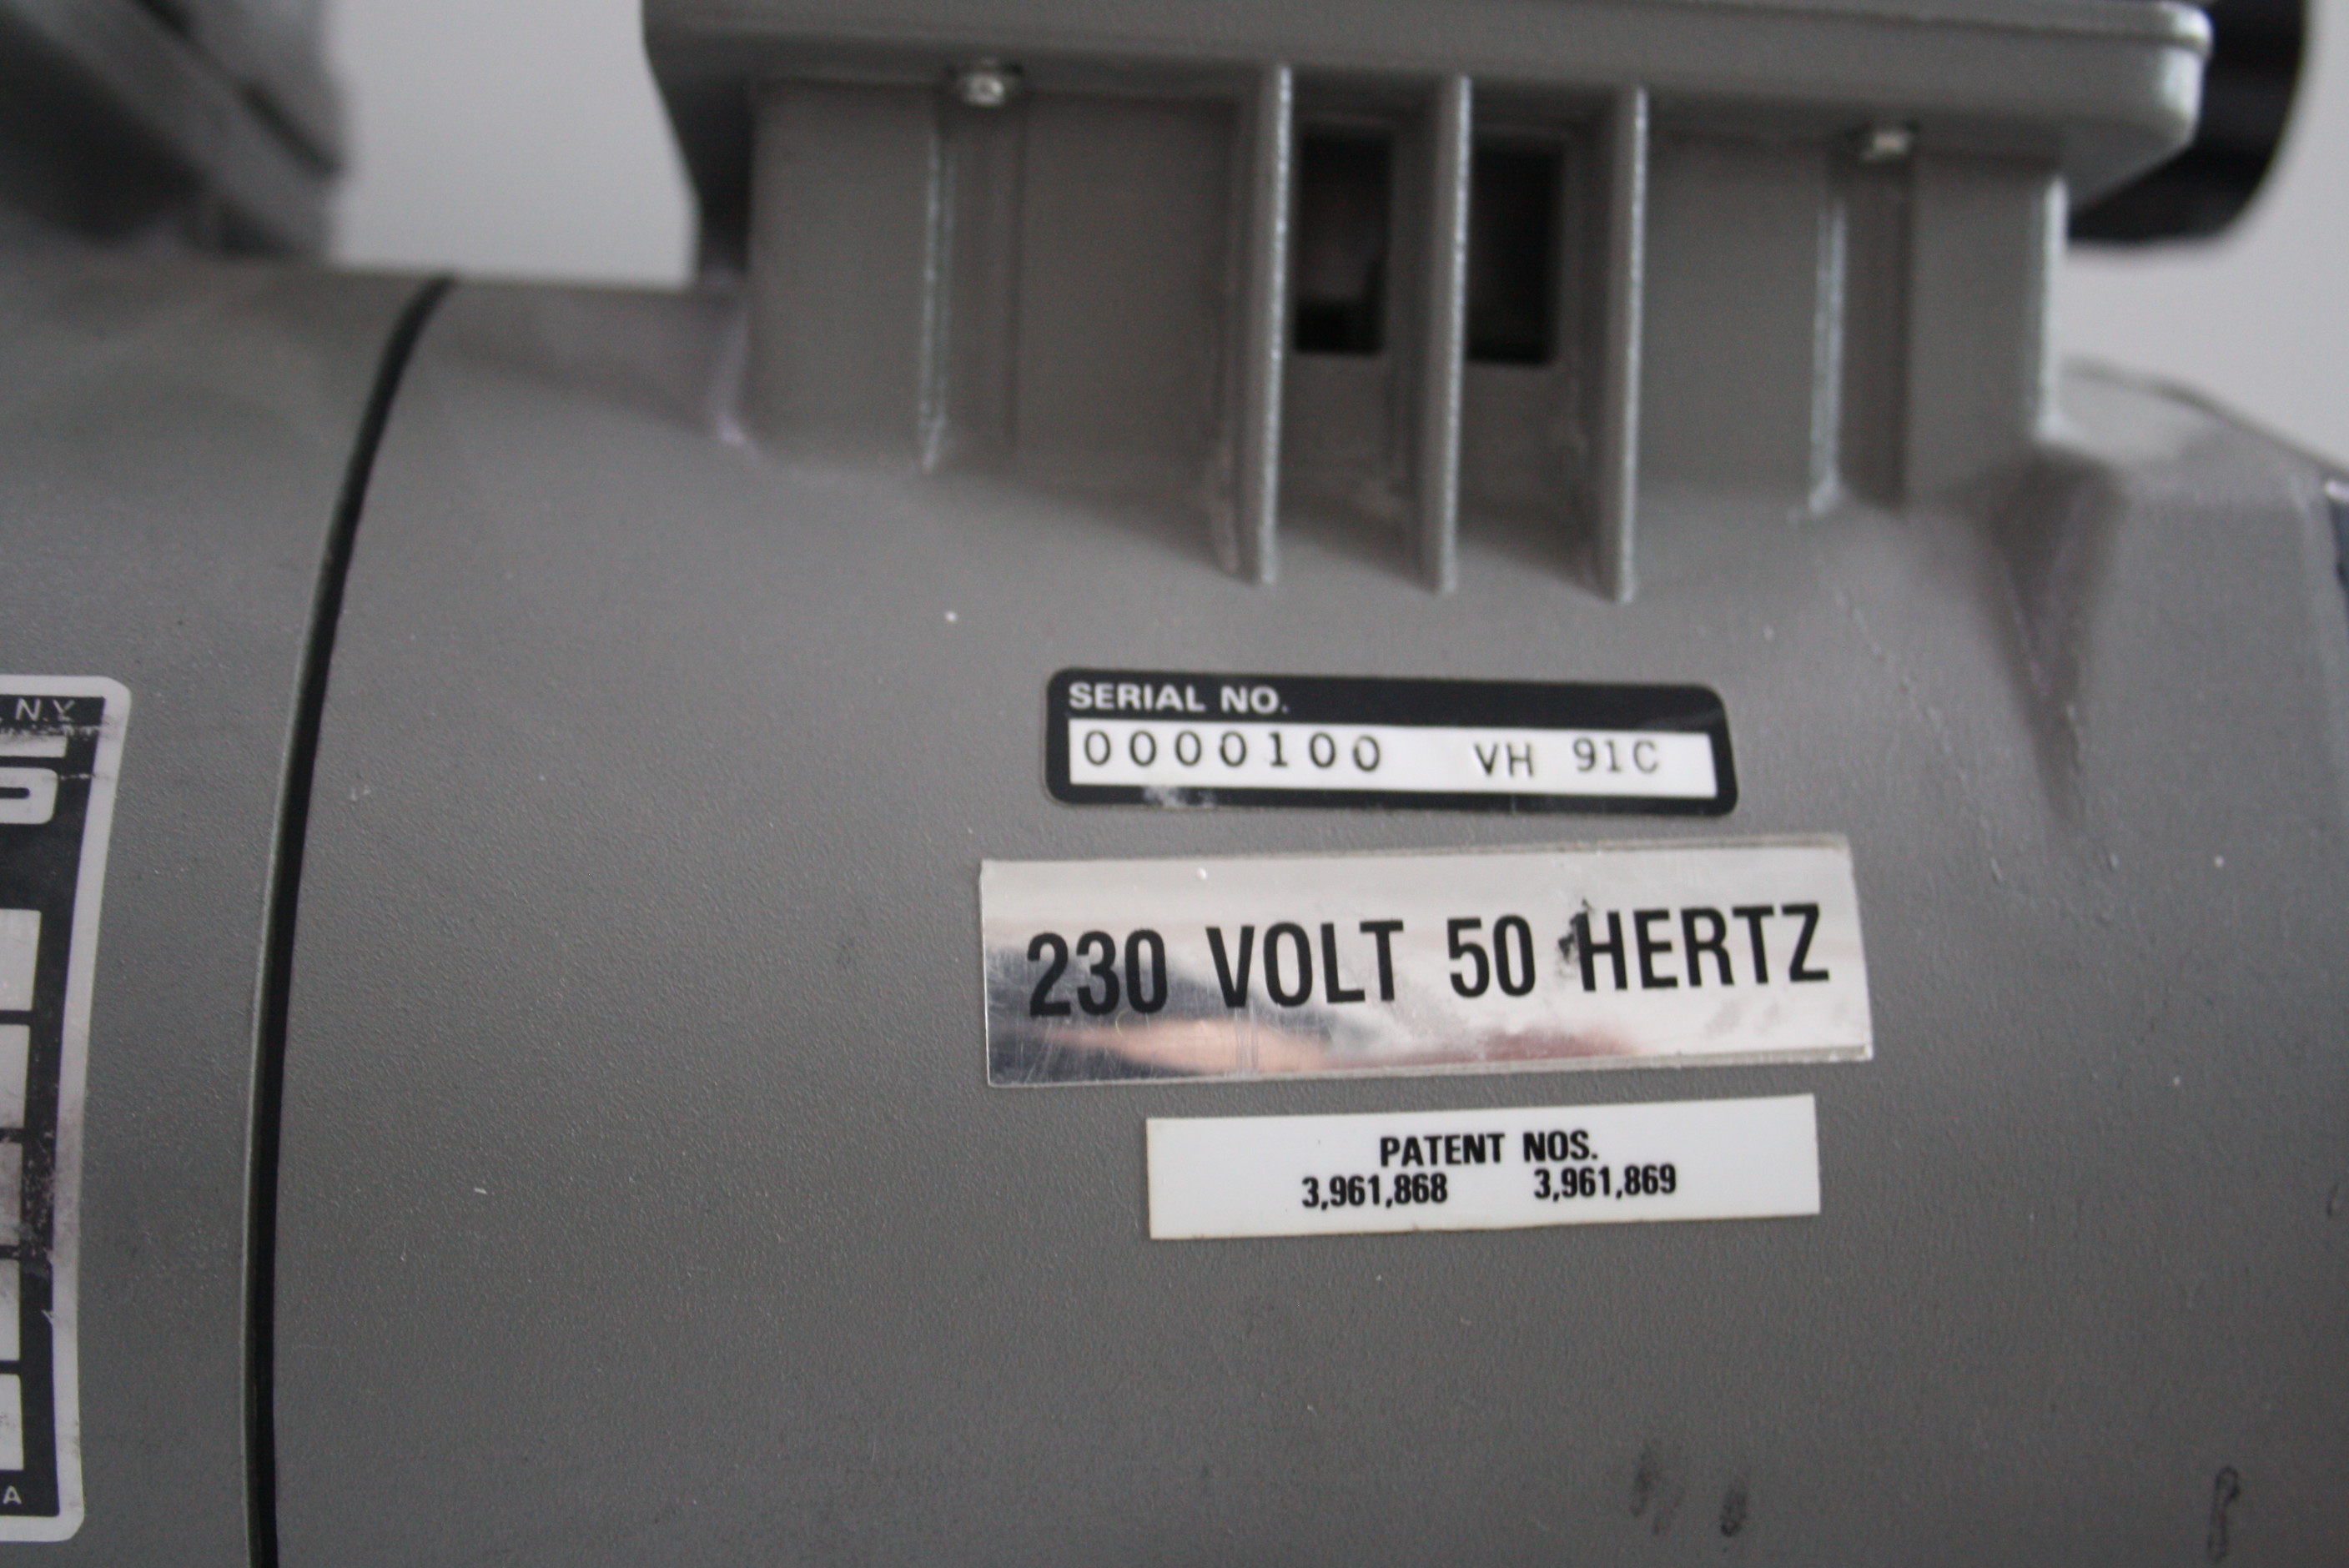 N.Y
SERIAL NO.
0000100 VH 91C
230 VOLT 50 HERTZ
PATENT NOS.
3,961,868 3,961,869
A